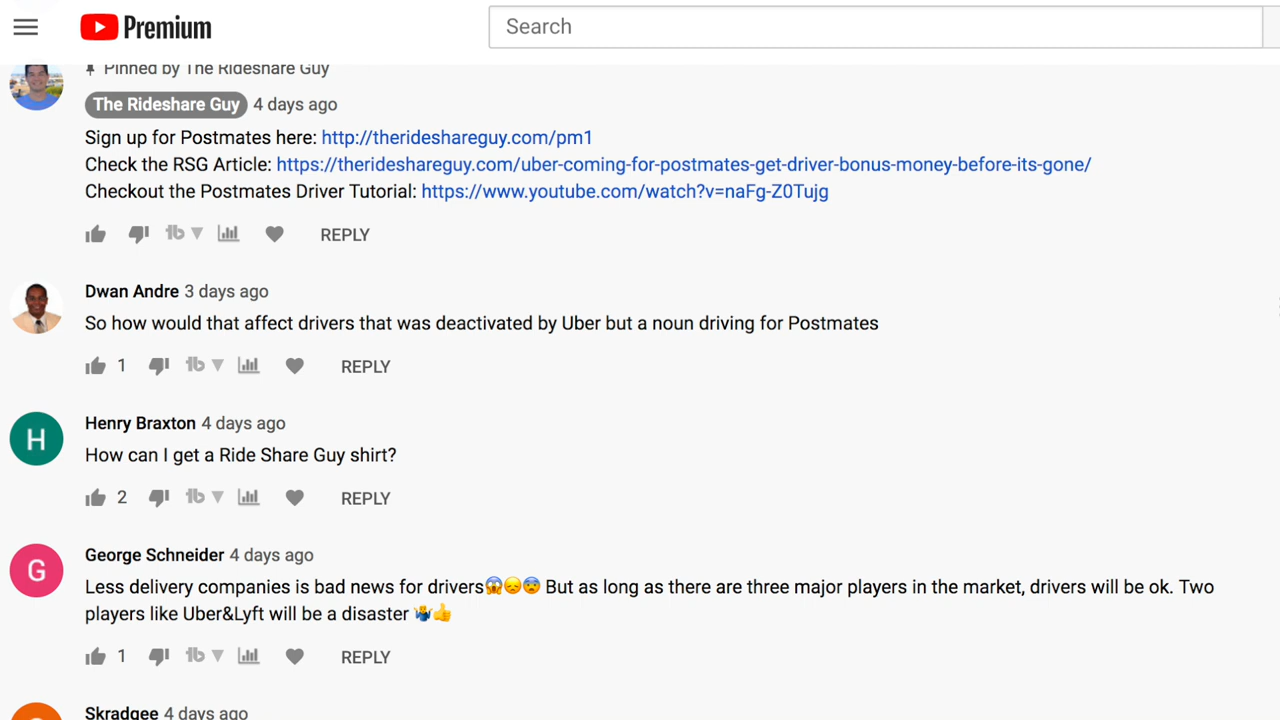 Premium
Search
Pinned by The Rideshare Guy
The Rideshare Guy 4 days ago
Sign up for Postmates here: http://therideshareguy.com/pm1
Check the RSG Article: https://therideshareguy.com/uber-coming-for-postmates-get-driver-bonus-money-before-its-gone/
Checkout the Postmates Driver Tutorial: https://www.youtube.com/watch?v=naFg-Z0Tujg
REPLY
Dwan Andre 3 days ago
So how would that affect drivers that was deactivated by Uber but a noun driving for Postmates
1 REPLY
H
Henry Braxton 4 days ago
How can I get a Ride Share Guy shirt?
2 REPLY
G
George Schneider 4 days ago
Less delivery companies is bad news for drivers😱😞😨 But as long as there are three major players in the market, drivers will be ok. Two
players like Uber&Lyft will be a disaster 🤷‍♂️👍
1 REPLY
Skradgee 4 days ago